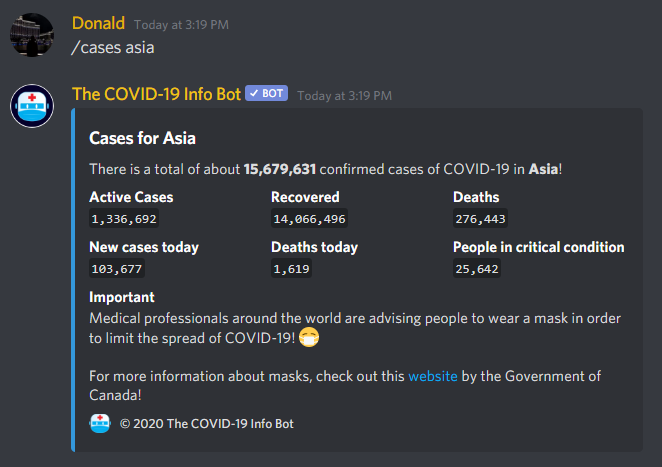 Donald Today at 3:19 PM
/cases asia
The COVID-19 Info Bot ✓ BOT Today at 3:19 PM
Cases for Asia
There is a total of about 15,679,631 confirmed cases of COVID-19 in Asia!
Active Cases Recovered Deaths
1,336,692 14,066,496 276,443
New cases today Deaths today People in critical condition
103,677 1,619 25,642
Important
Medical professionals around the world are advising people to wear a mask in order
to limit the spread of COVID-19! 😷
For more information about masks, check out this website by the Government of
Canada!
© 2020 The COVID-19 Info Bot